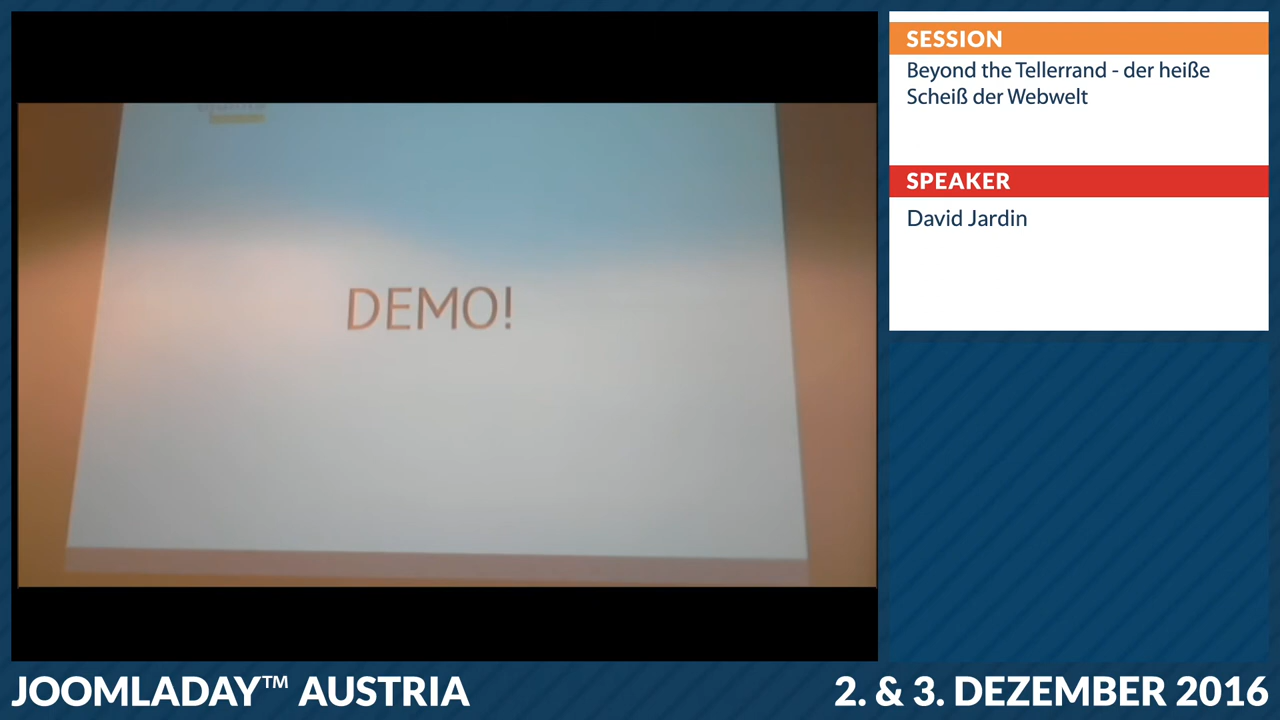 DEMO!
SESSION
Beyond the Tellerrand - der heiße
Scheiß der Webwelt
SPEAKER
David Jardin
JOOMLADAY™ AUSTRIA
2. & 3. DEZEMBER 2016